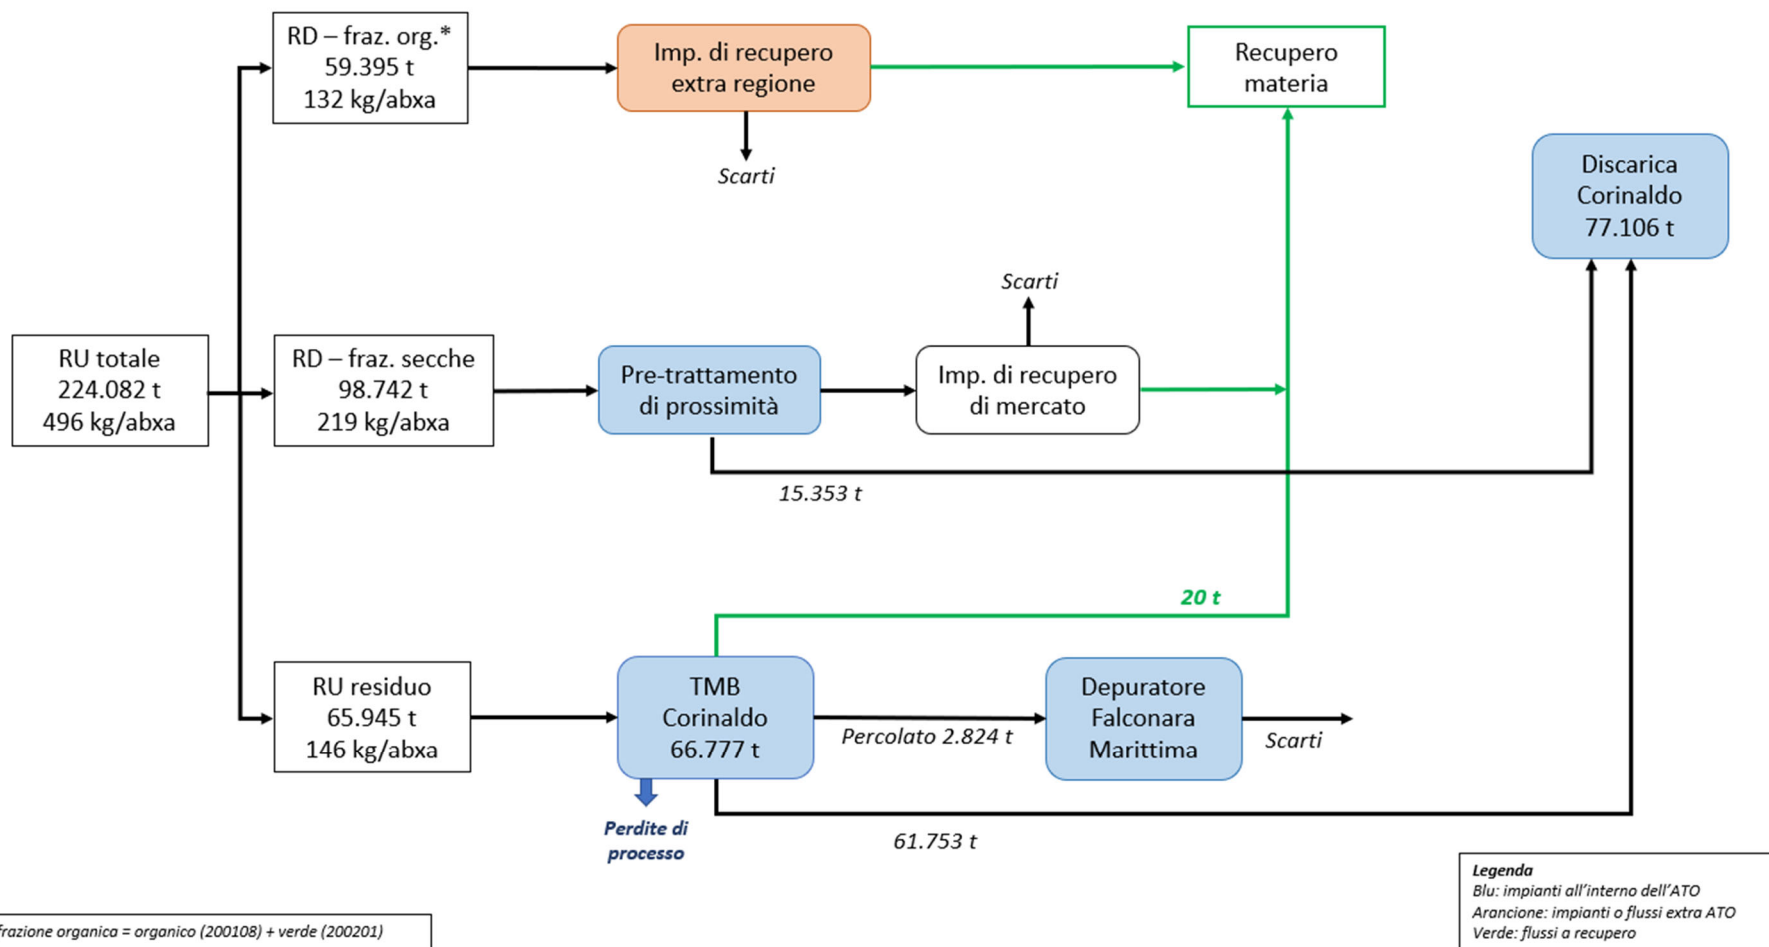 RD – fraz. org.*
59.395 t
132 kg/abxa
Imp. di recupero
extra regione
Scarti
Recupero
materia
Discarica
Corinaldo
77.106 t
RU totale
224.082 t
496 kg/abxa
RD – fraz. secche
98.742 t
219 kg/abxa
Pre-trattamento
di prossimità
Scarti
Imp. di recupero
di mercato
15.353 t
20 t
RU residuo
65.945 t
146 kg/abxa
TMB
Corinaldo
66.777 t
Percolato 2.824 t
Depuratore
Falconara
Marittima
Scarti
Perdite di
processo
61.753 t
Legenda
Blu: impianti all'interno dell'ATO
Arancione: impianti o flussi extra ATO
Verde: flussi a recupero
frazione organica = organico (200108) + verde (200201)